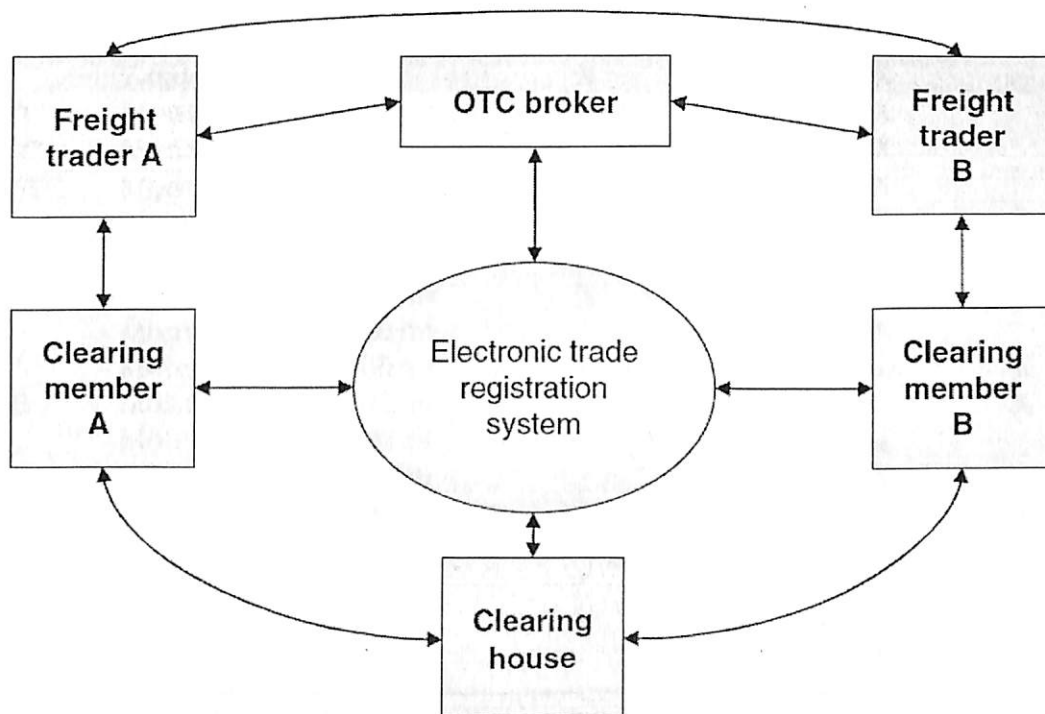 Freight
trader A
OTC broker
Freight
trader
B
Clearing
member
A
Electronic trade
registration
system
Clearing
member
B
Clearing
house